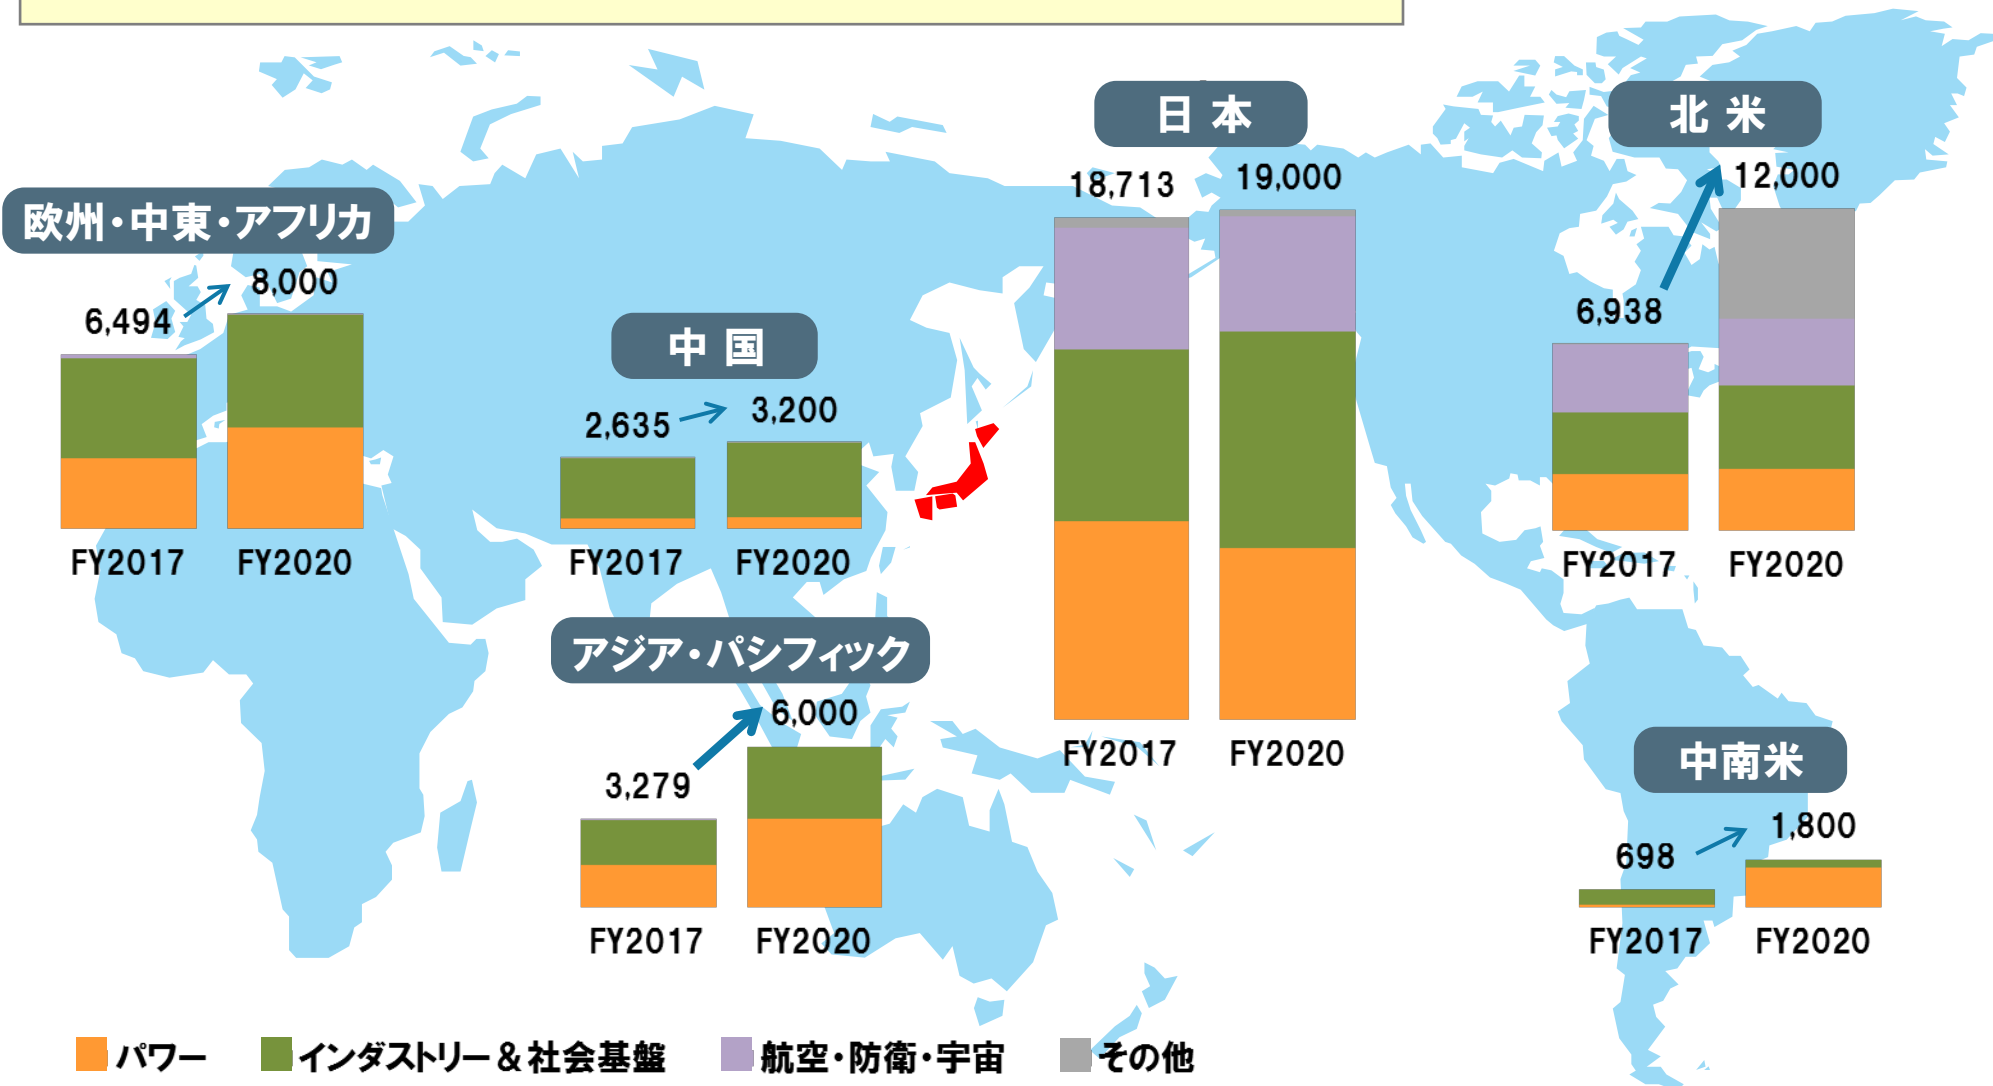 日本
18,713
19,000
FY2017
FY2020
北米
6,938
12,000
FY2017
FY2020
欧州・中東・アフリカ
6,494
8,000
FY2017
FY2020
中国
2,635
3,200
FY2017
FY2020
アジア・パシフィック
3,279
6,000
FY2017
FY2020
中南米
698
1,800
FY2017
FY2020
パワー
インダストリー&社会基盤
航空・防衛・宇宙
その他